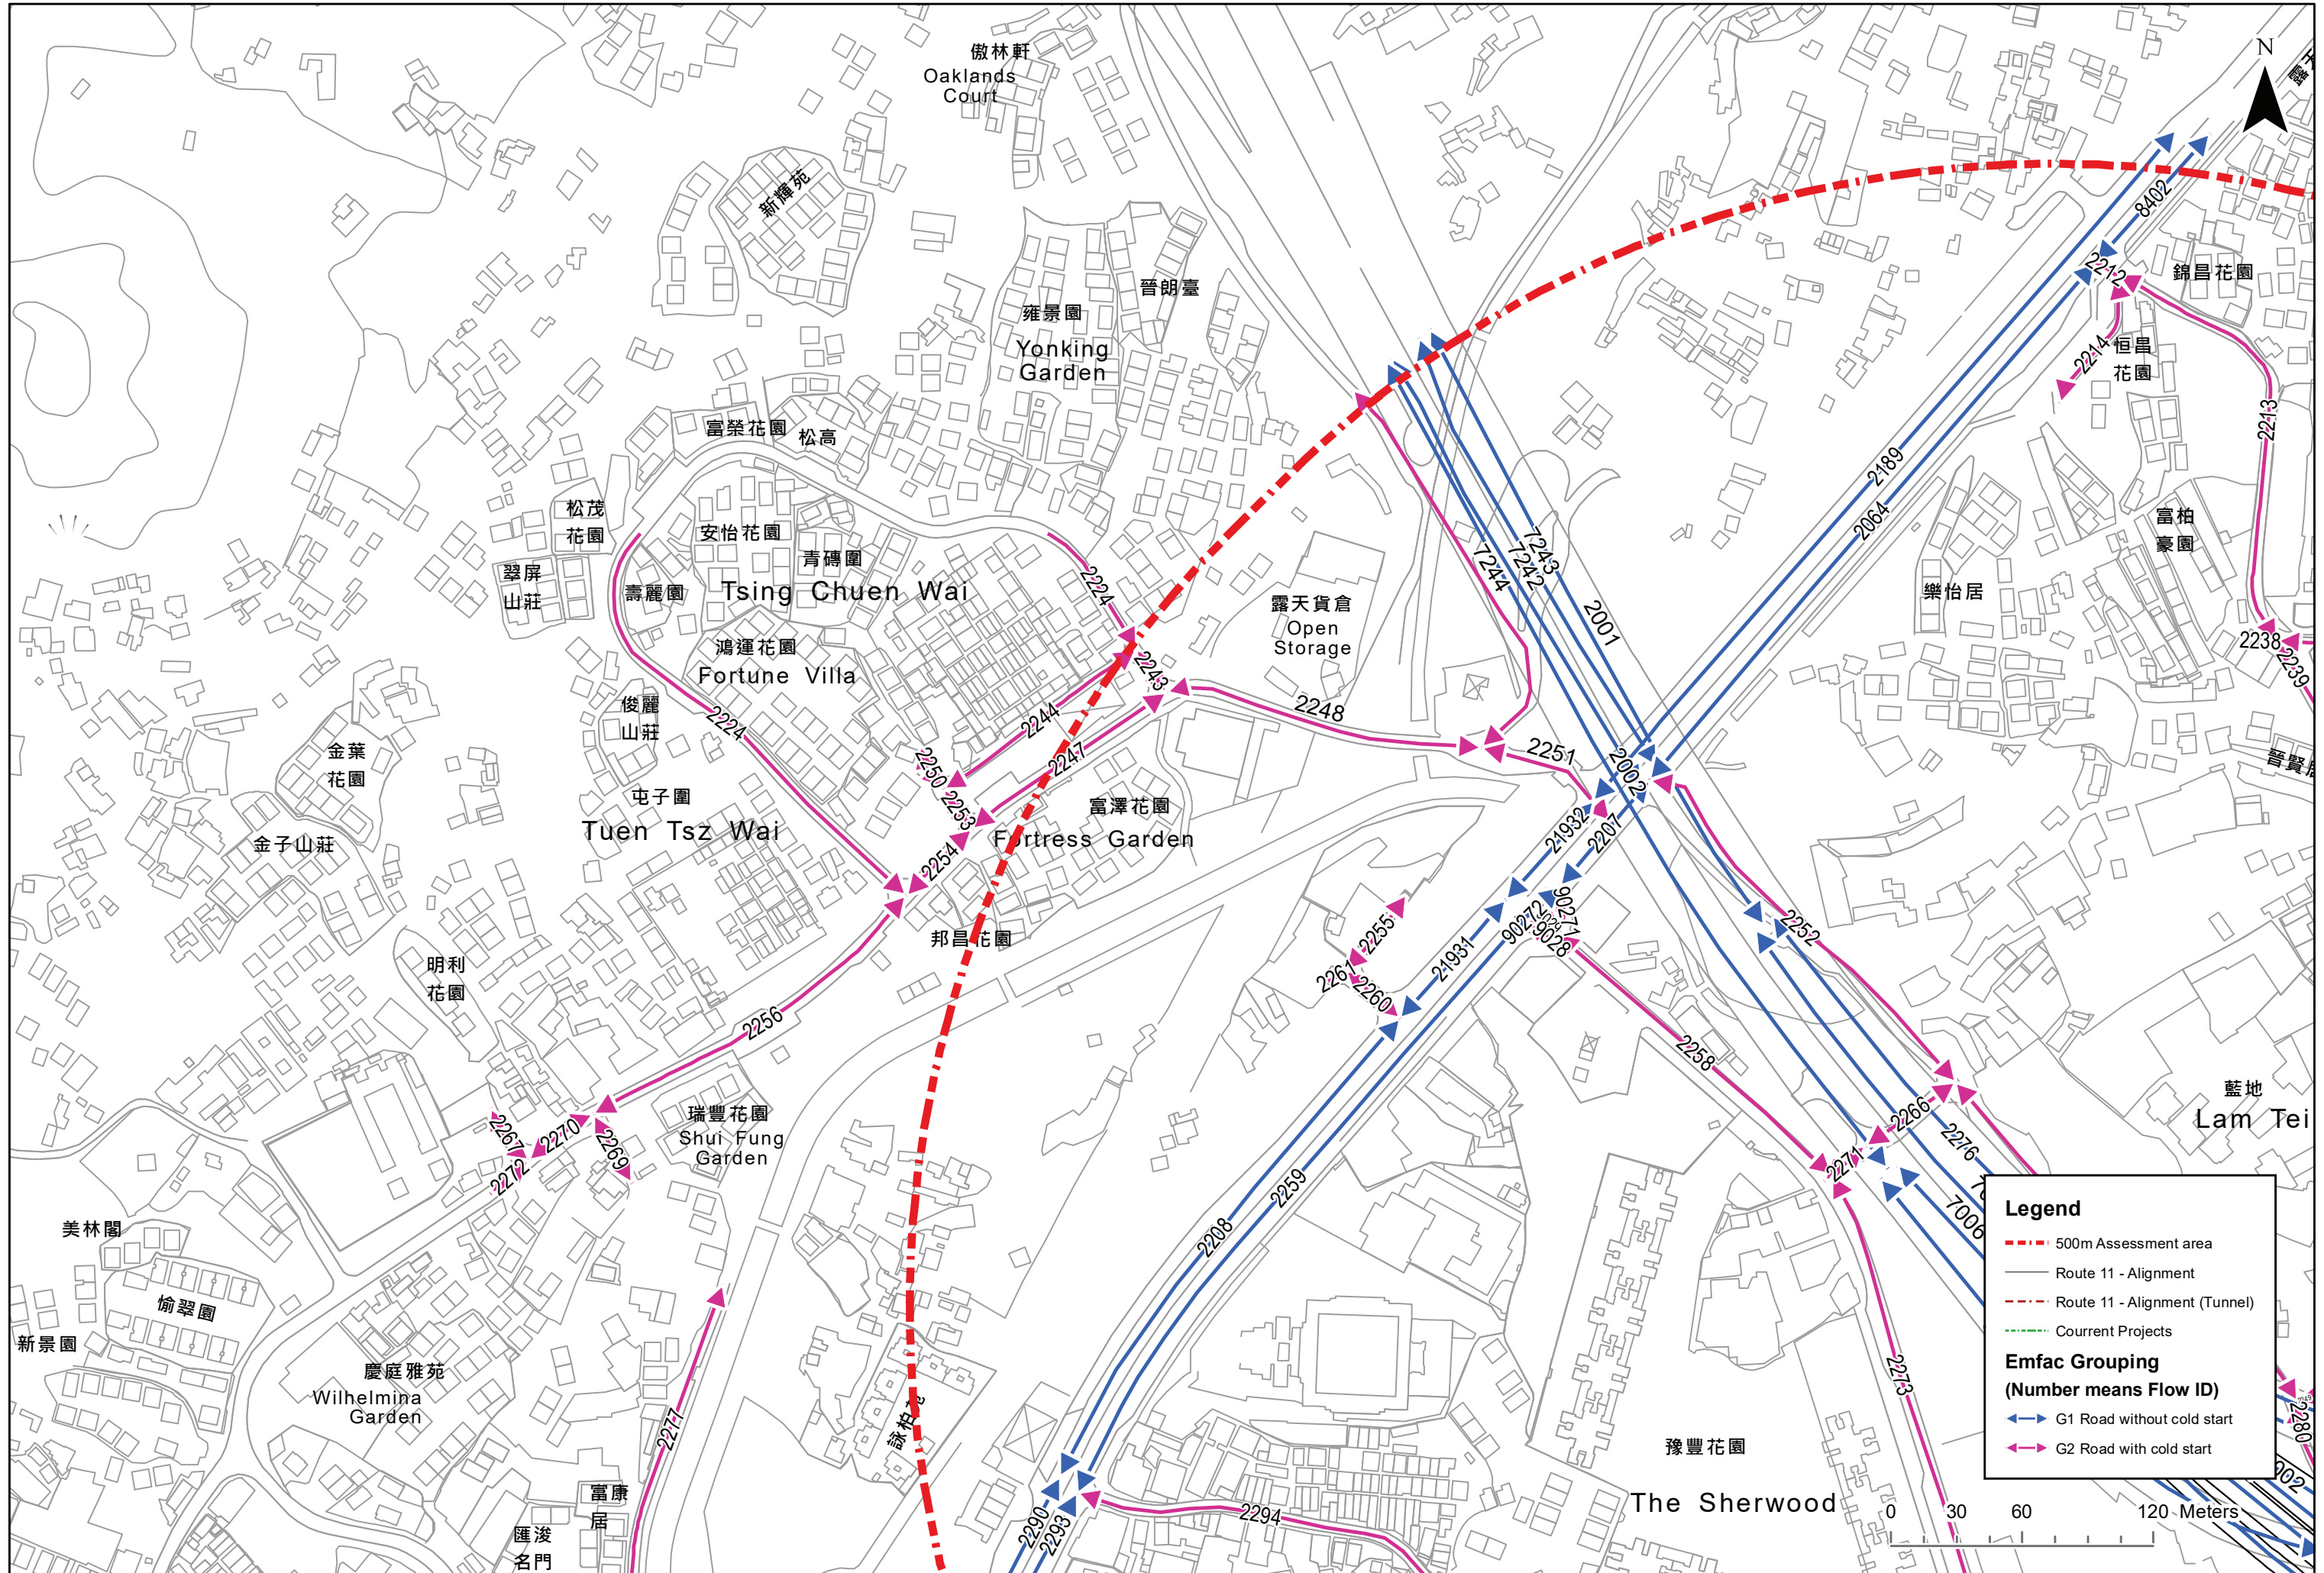 傲林軒
Oaklands
Court
N
露天
新輝苑
8402
2212
錦昌花園
晉朗臺
雍景園
Yonking
Garden
2214
恒昌
花園
2213
富榮花園
松高
2189
2064
松茂
花園
安怡花園
青磚圍
Tsing Chuen Wai
翠屏
山莊
壽麗園
2224
7244
7242
7243
2001
露天貨倉
Open
Storage
富柏
豪園
樂怡居
鴻運花園
Fortune Villa
2243
2238
2239
俊麗
山莊
2224
2244
2248
2247
2251
2002
金葉
花園
2250
2253
屯子圍
Tuen Tsz Wai
富澤花園
Fortress Garden
金子山莊
2254
21932
2207
邦昌花園
2255
90272
90271
9028
2252
明利
花園
2261
2260
21931
2256
2258
瑞豐花園
Shui Fung
Garden
2267
2270
2269
2272
2266
2271
2276
藍地
Lam Tei
2259
2208
7006
美林閣
愉翠園
新景園
慶庭雅苑
Wilhelmina
Garden
2277
2273
豫豐花園
The Sherwood
富康
居
匯浚
名門
2290
2293
2294
2280
Legend
500m Assessment area
Route 11 - Alignment
Route 11 - Alignment (Tunnel)
Courrent Projects
Emfac Grouping
(Number means Flow ID)
G1 Road without cold start
G2 Road with cold start
0 30 60 120 Meters